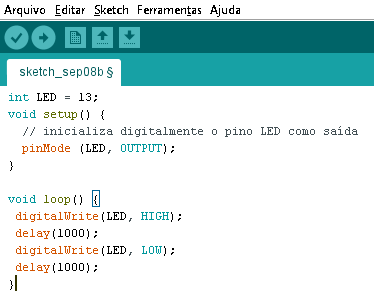 Arquivo Editar Sketch Ferramentas Ajuda
sketch_sep08b §
int LED = 13;
void setup() {
  // inicializa digitalmente o pino LED como saída
  pinMode (LED, OUTPUT);
}

void loop() {
 digitalWrite(LED, HIGH);
 delay(1000);
 digitalWrite(LED, LOW);
 delay(1000);
}